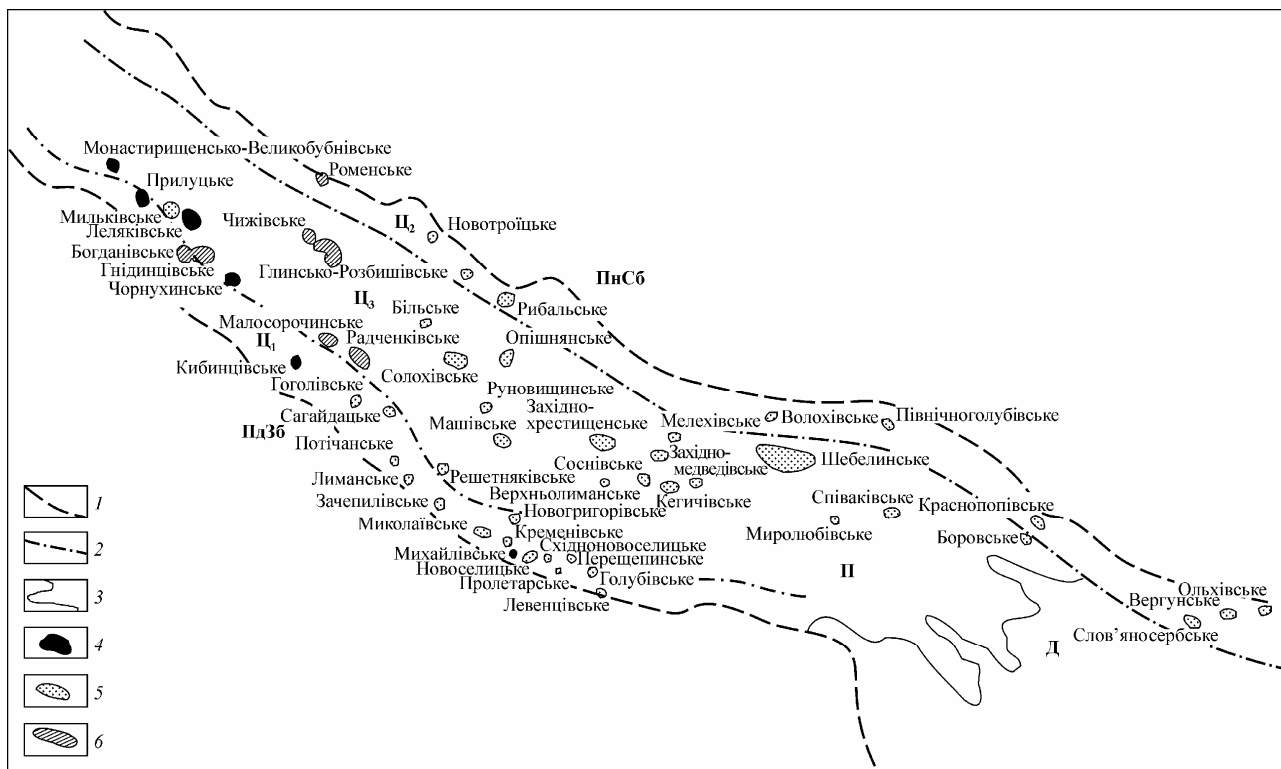 Монастирищенсько-Великобубнівське
Роменське
Прилуцьке
Мильківське
Леляківське
Чижівське
Ц₂
Новотроїцьке
Богданівське
Гнідинцівське
Глинсько-Розбишівське
ПнСб
Чорнухинське
Ц₃
Більське
Рибальське
Малосорочинське
Радченківське
Опішнянське
Ц₁
Кибинцівське
Солохівське
Гоголівське
Руновищинське
Сагайдацьке
Західно-
хрестищенське
Мелехівське
Волохівське
Північноголубівське
ПдЗб
Машівське
Потічанське
Соснівське
Західно-
медведівське
Шебелинське
Лиманське
Решетняківське
Верхньолиманське
Кегичівське
Співаківське
Зачепилівське
Новогригорівське
Краснопопівське
Миколаївське
Кременівське
Миролюбівське
Боровське
Михайлівське
Східноновоселицьке
Новоселицьке
Перещепинське
Пролетарське
Голубівське
П
Левенцівське
Ольхівське
Вергунське
Слов’яносербське
Д
1
2
3
4
5
6